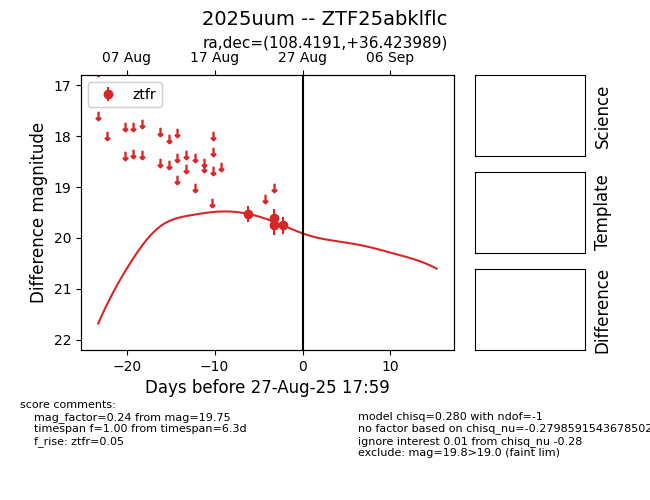 2025uum -- ZTF25abklflc
ra,dec=(108.4191,+36.423989)
07 Aug 17 Aug 27 Aug 06 Sep
ztfr
17
18
19
20
21
22
Difference magnitude
−20 −10 0 10
Days before 27-Aug-25 17:59
Science
Template
Difference
score comments:
mag_factor=0.24 from mag=19.75
timespan f=1.00 from timespan=6.3d
f_rise: ztfr=0.05
model chisq=0.280 with ndof=-1
no factor based on chisq_nu=-0.2798591543678502
ignore interest 0.01 from chisq_nu -0.28
exclude: mag=19.8>19.0 (faint lim)